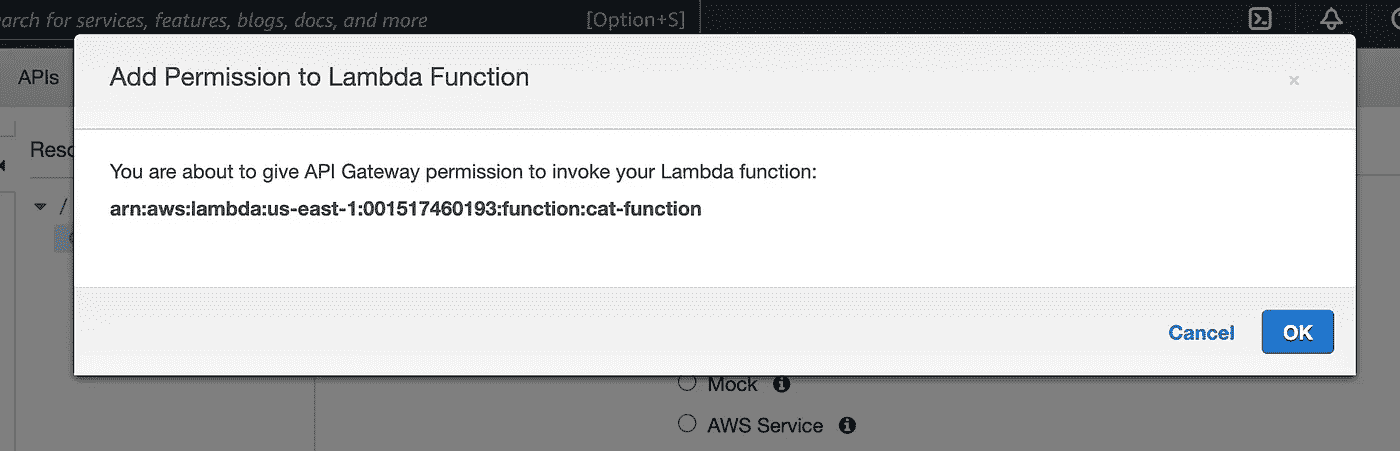 arch for services, features, blogs, docs, and more [Option+S]
Add Permission to Lambda Function ×
APIs
You are about to give API Gateway permission to invoke your Lambda function:
Reso
arn:aws:lambda:us-east-1:001517460193:function:cat-function
/
Cancel OK
Mock
AWS Service